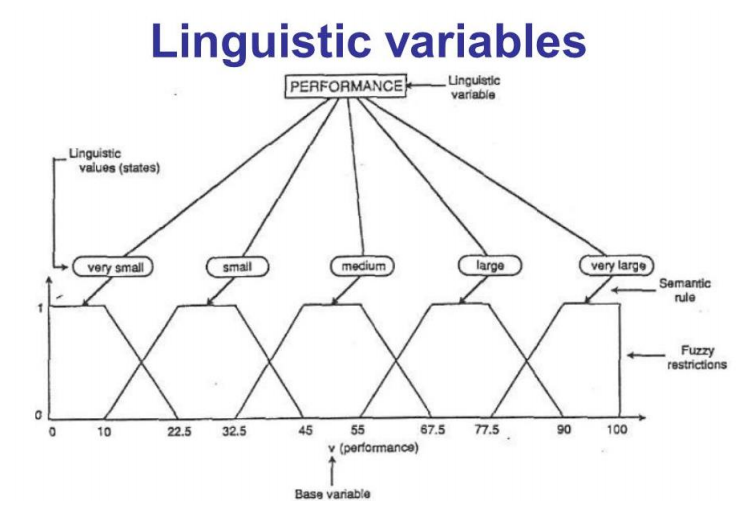 Linguistic variables
PERFORMANCE
Linguistic
variable
Linguistic
values (states)
very small
small
medium
large
very large
Semantic
rule
1
Fuzzy
restrictions
0
0 10 22.5 32.5 45 55 67.5 77.5 90 100
v (performance)
Base variable